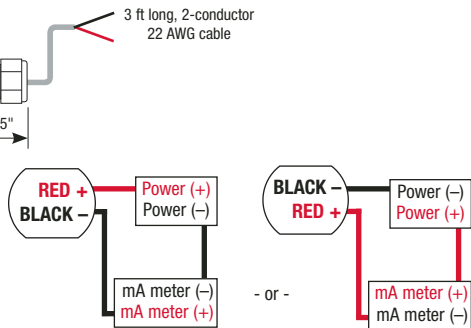 3 ft long, 2-conductor
22 AWG cable
5"
RED +
BLACK –
Power (+)
Power (–)
mA meter (–)
mA meter (+)
- or -
BLACK –
RED +
Power (–)
Power (+)
mA meter (+)
mA meter (–)